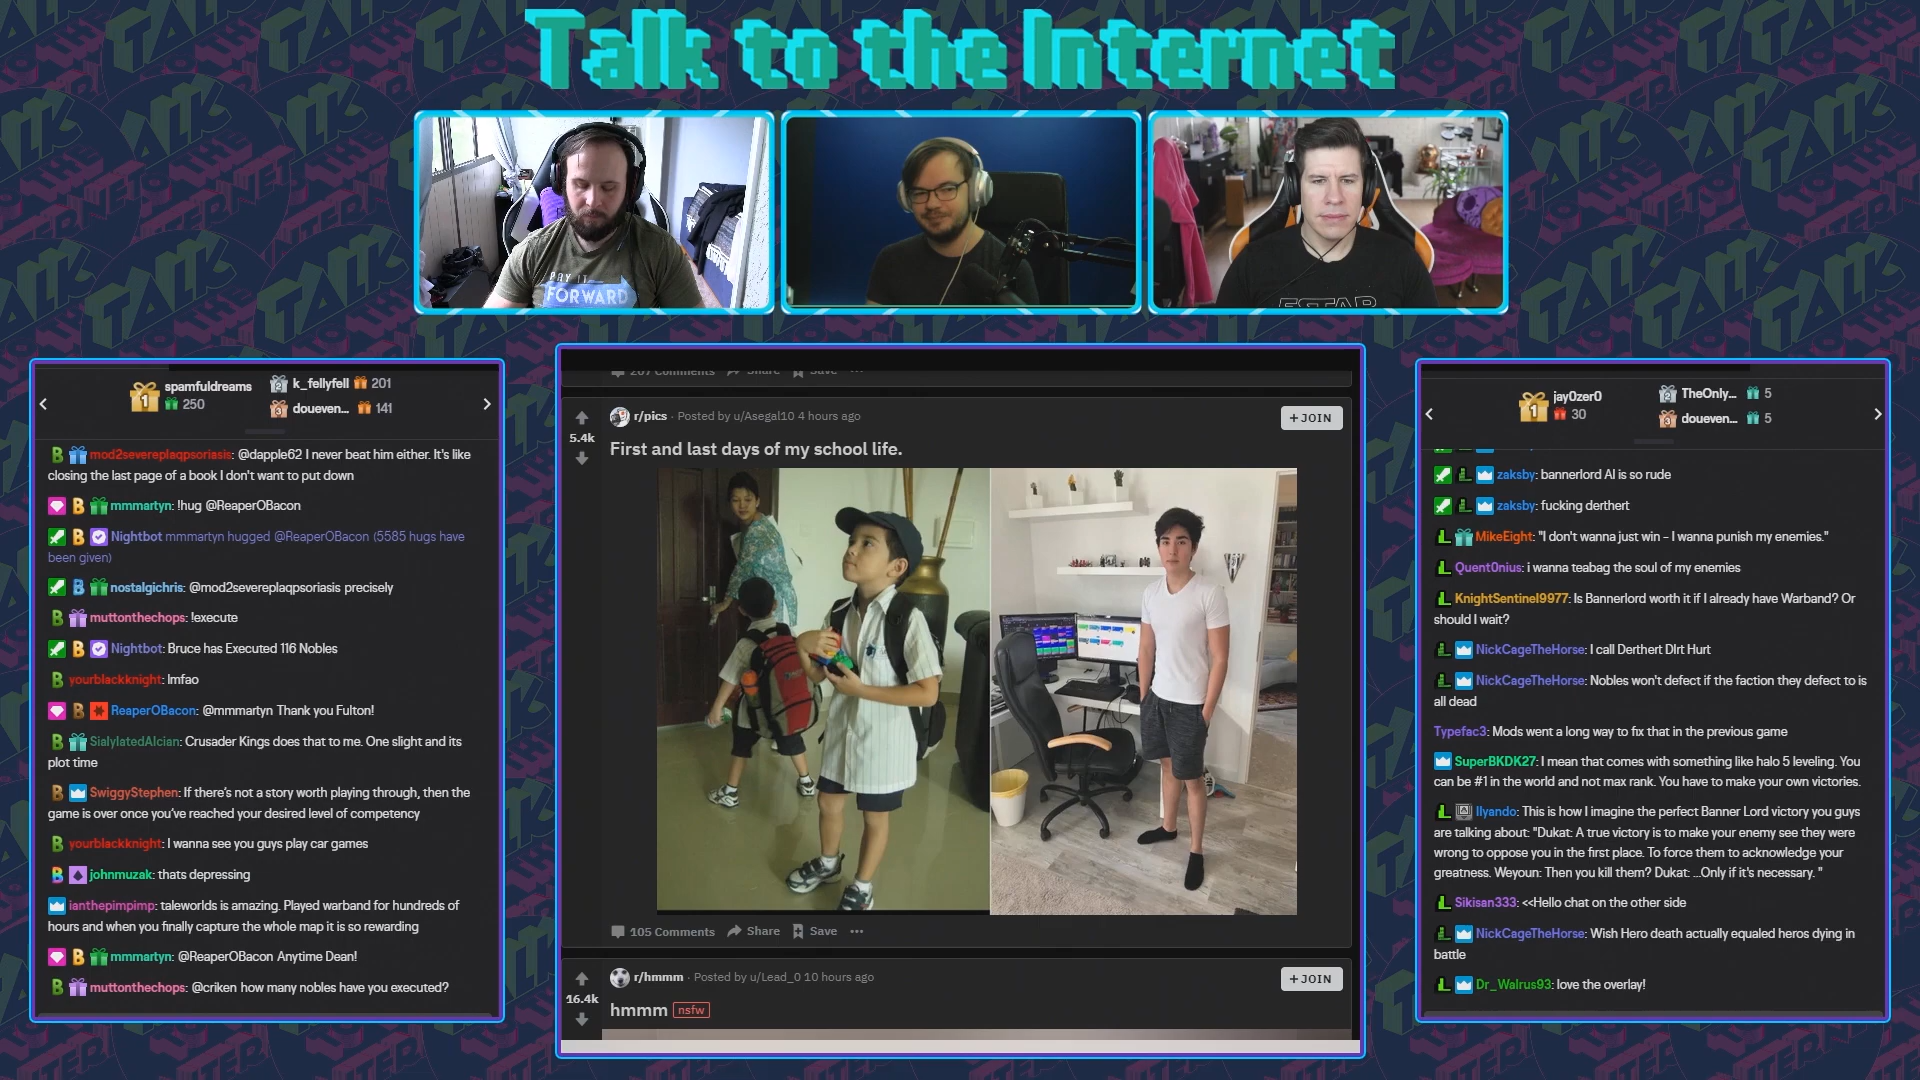 Talk to the Internet
PAY IT
FORWARD
spamfuldreams
250
k_fellyfell 201
doueven... 141
mod2severeplaqpsoriasis: @dapple62 I never beat him either. It's like
closing the last page of a book I don't want to put down
mmmartyn: !hug @ReaperOBacon
Nightbot mmmartyn hugged @ReaperOBacon (5585 hugs have
been given)
nostalgichris: @mod2severeplaqpsoriasis precisely
muttonthechops: !execute
Nightbot: Bruce has Executed 116 Nobles
yourblackknight: lmfao
ReaperOBacon: @mmmartyn Thank you Fulton!
SialylatedAlcian: Crusader Kings does that to me. One slight and its
plot time
SwiggyStephen: If there's not a story worth playing through, then the
game is over once you've reached your desired level of competency
yourblackknight: I wanna see you guys play car games
johnmuzak: thats depressing
ianthepimpimp: taleworlds is amazing. Played warband for hundreds of
hours and when you finally capture the whole map it is so rewarding
mmmartyn: @ReaperOBacon Anytime Dean!
muttonthechops: @criken how many nobles have you executed?
207 Comments Share Save
r/pics · Posted by u/Asegal10 4 hours ago
+JOIN
5.4k
First and last days of my school life.
105 Comments Share Save
r/hmmm · Posted by u/Lead_0 10 hours ago
+JOIN
16.4k
hmmm nsfw
jay0zer0
30
TheOnly... 5
doueven... 5
zaksby: bannerlord AI is so rude
zaksby: fucking derthert
MikeEight: "I don't wanna just win - I wanna punish my enemies."
Quent0nius: i wanna teabag the soul of my enemies
KnightSentinel9977: Is Bannerlord worth it if I already have Warband? Or
should I wait?
NickCageTheHorse: I call Derthert DIrt Hurt
NickCageTheHorse: Nobles won't defect if the faction they defect to is
all dead
Typefac3: Mods went a long way to fix that in the previous game
SuperBKDK27: I mean that comes with something like halo 5 leveling. You
can be #1 in the world and not max rank. You have to make your own victories.
Ilyando: This is how I imagine the perfect Banner Lord victory you guys
are talking about: "Dukat: A true victory is to make your enemy see they were
wrong to oppose you in the first place. To force them to acknowledge your
greatness. Weyoun: Then you kill them? Dukat: ...Only if it's necessary. "
Sikisan333: <<Hello chat on the other side
NickCageTheHorse: Wish Hero death actually equaled heros dying in
battle
Dr_Walrus93: love the overlay!